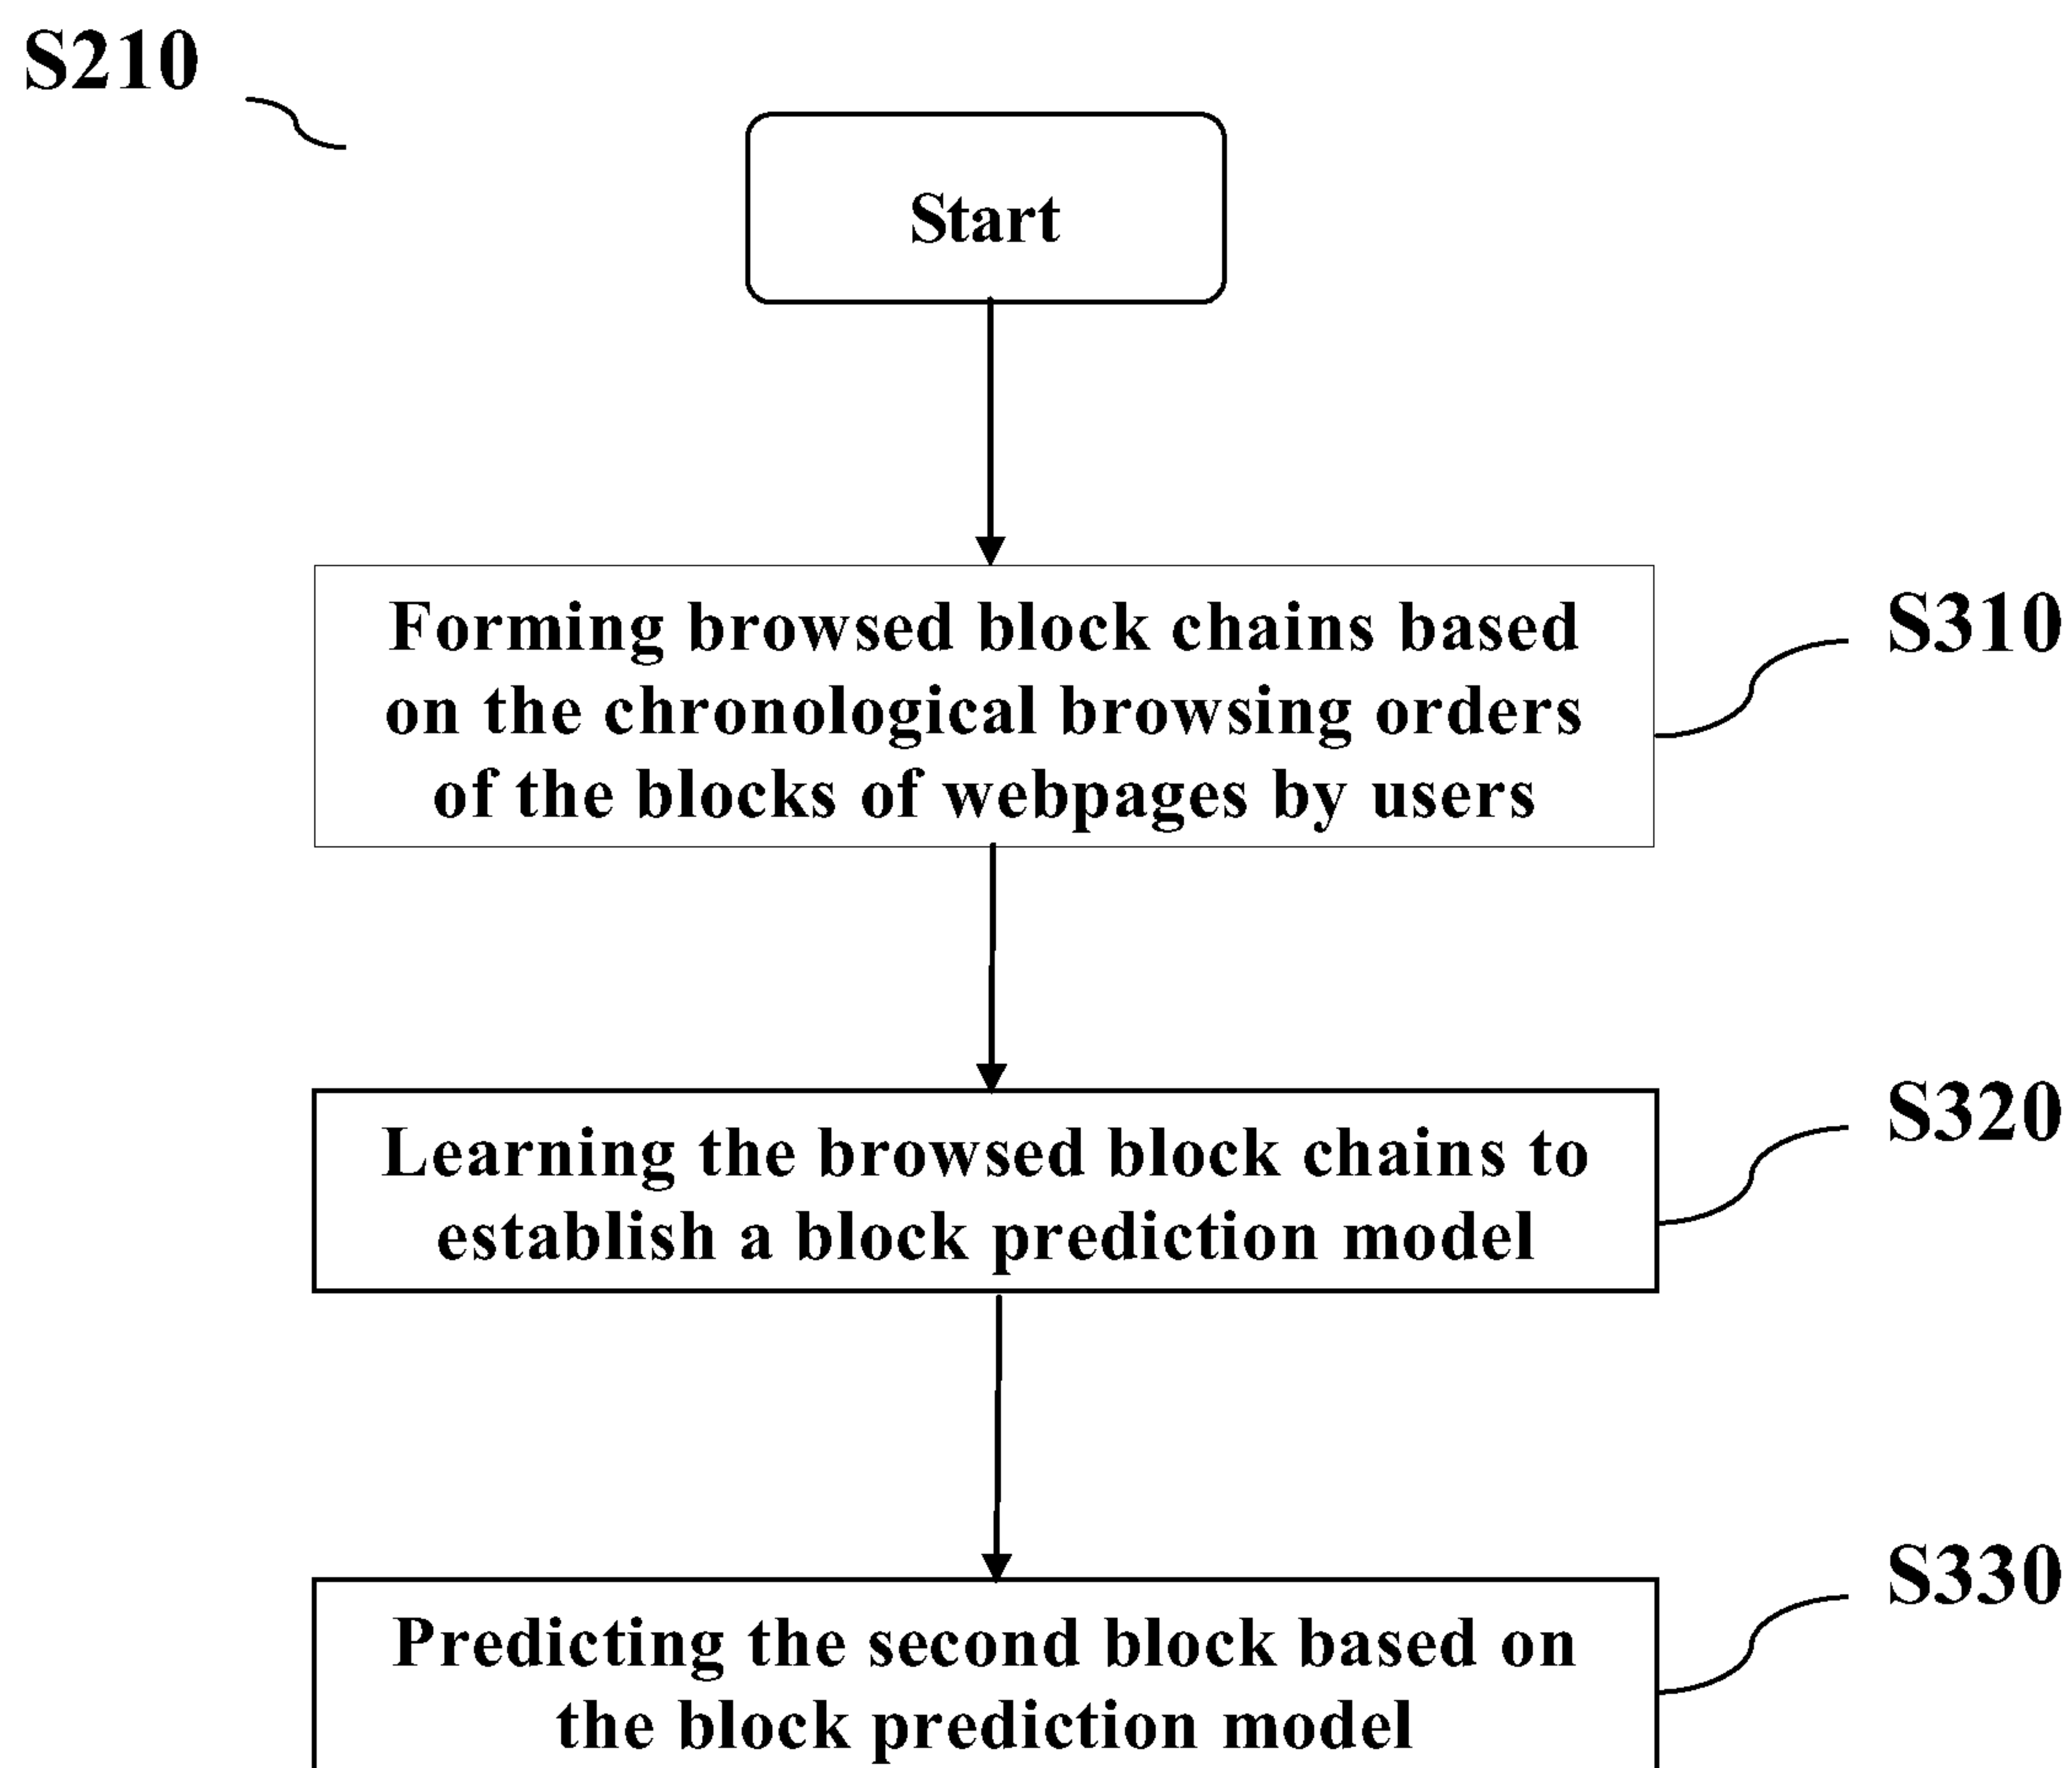 S210
Start
Forming browsed block chains based
on the chronological browsing orders
of the blocks of webpages by users
S310
Learning the browsed block chains to
establish a block prediction model
S320
Predicting the second block based on
the block prediction model
S330